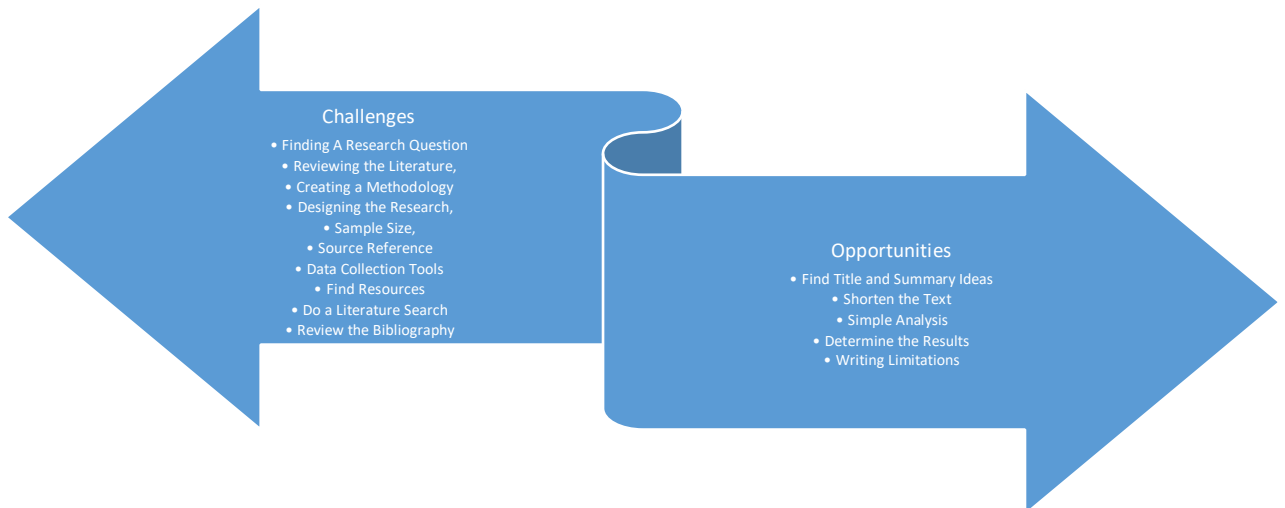 Challenges
• Finding A Research Question
• Reviewing the Literature,
• Creating a Methodology
• Designing the Research,
• Sample Size,
• Source Reference
• Data Collection Tools
• Find Resources
• Do a Literature Search
• Review the Bibliography
Opportunities
• Find Title and Summary Ideas
• Shorten the Text
• Simple Analysis
• Determine the Results
• Writing Limitations